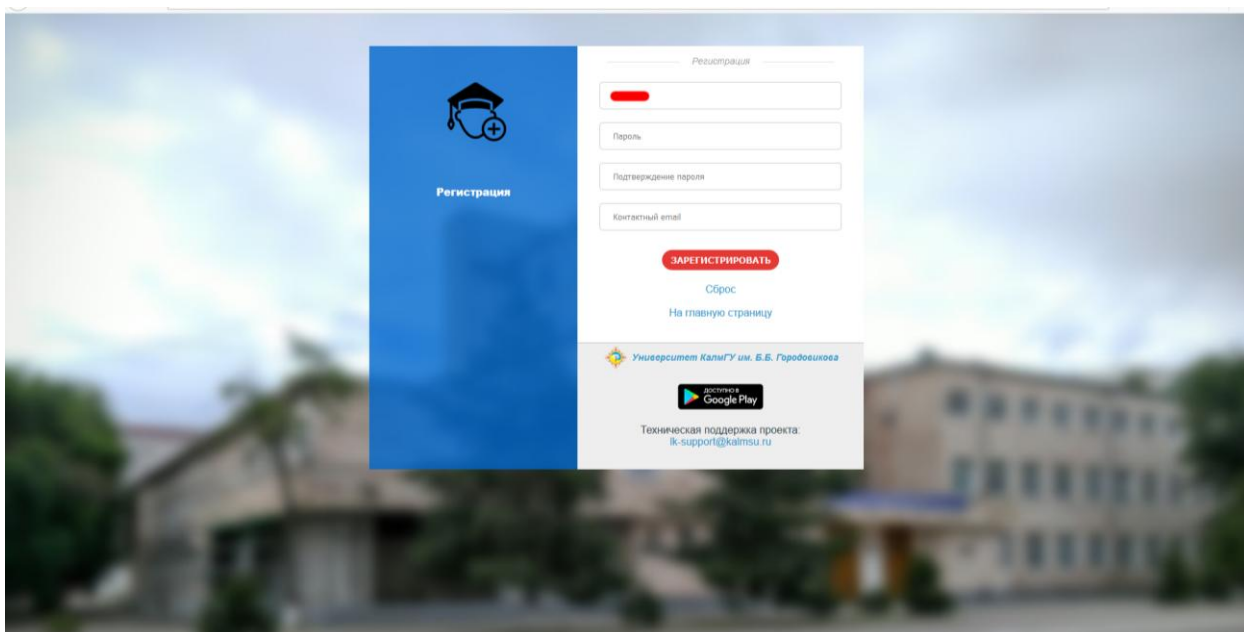 Регистрация
Регистрация
Пароль
Подтверждение пароля
Контактный email
ЗАРЕГИСТРИРОВАТЬ
Сброс
На главную страницу
Университет КалмГУ им. Б.Б. Городовикова
ДОСТУПНО В
Google Play
Техническая поддержка проекта:
lk-support@kalmsu.ru